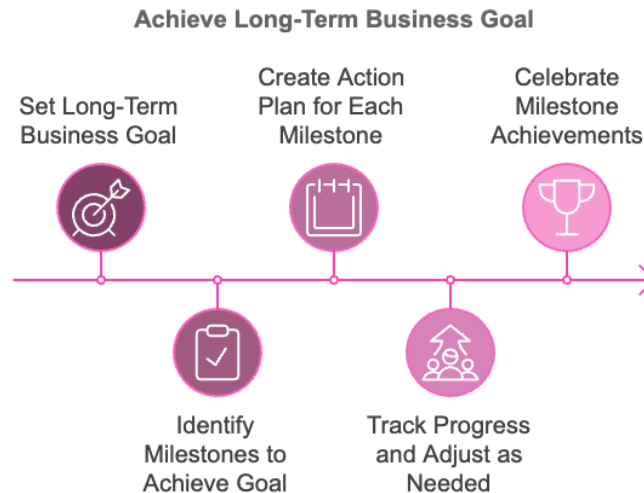 Achieve Long-Term Business Goal
Set Long-Term
Business Goal
Create Action
Plan for Each
Milestone
Celebrate
Milestone
Achievements
Identify
Milestones to
Achieve Goal
Track Progress
and Adjust as
Needed